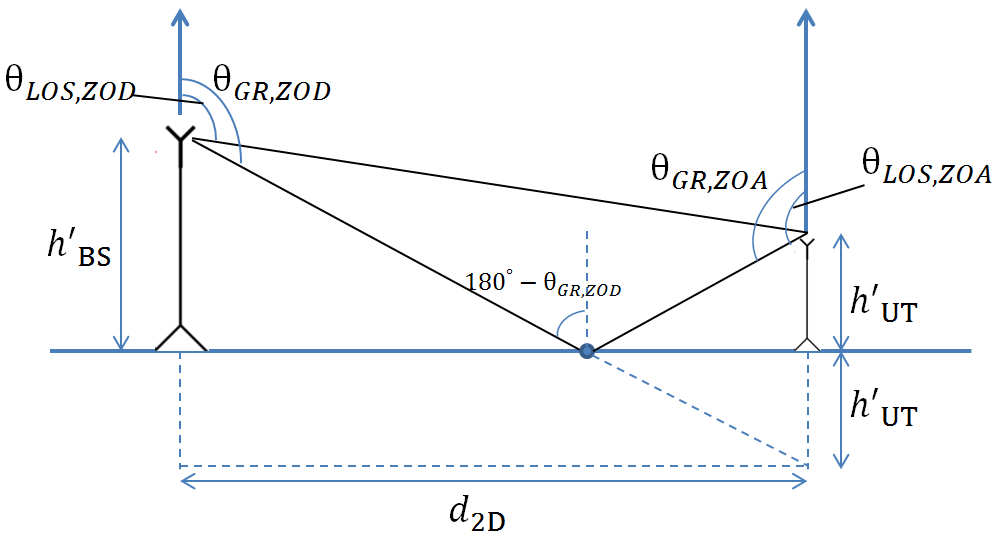 θLOS,ZOD
θGR,ZOD
θGR,ZOA
θLOS,ZOA
h′BS
180° − θGR,ZOD
h′UT
h′UT
d2D